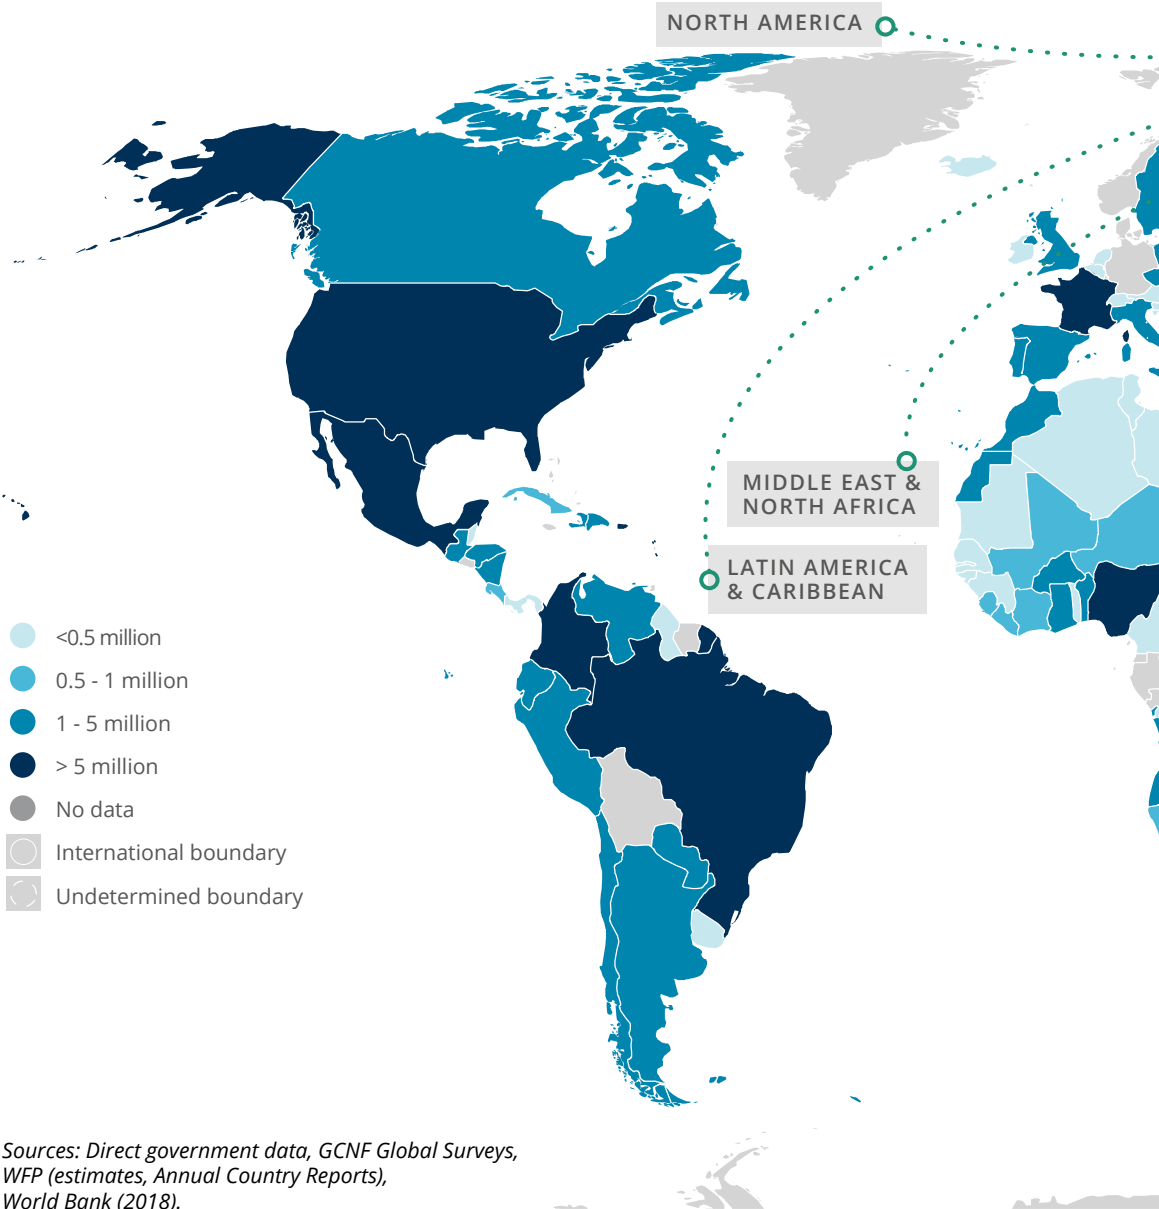 NORTH AMERICA
MIDDLE EAST &
NORTH AFRICA
LATIN AMERICA
& CARIBBEAN
<0.5 million
0.5 - 1 million
1 - 5 million
> 5 million
No data
International boundary
Undetermined boundary
Sources: Direct government data, GCNF Global Surveys,
WFP (estimates, Annual Country Reports),
World Bank (2018).